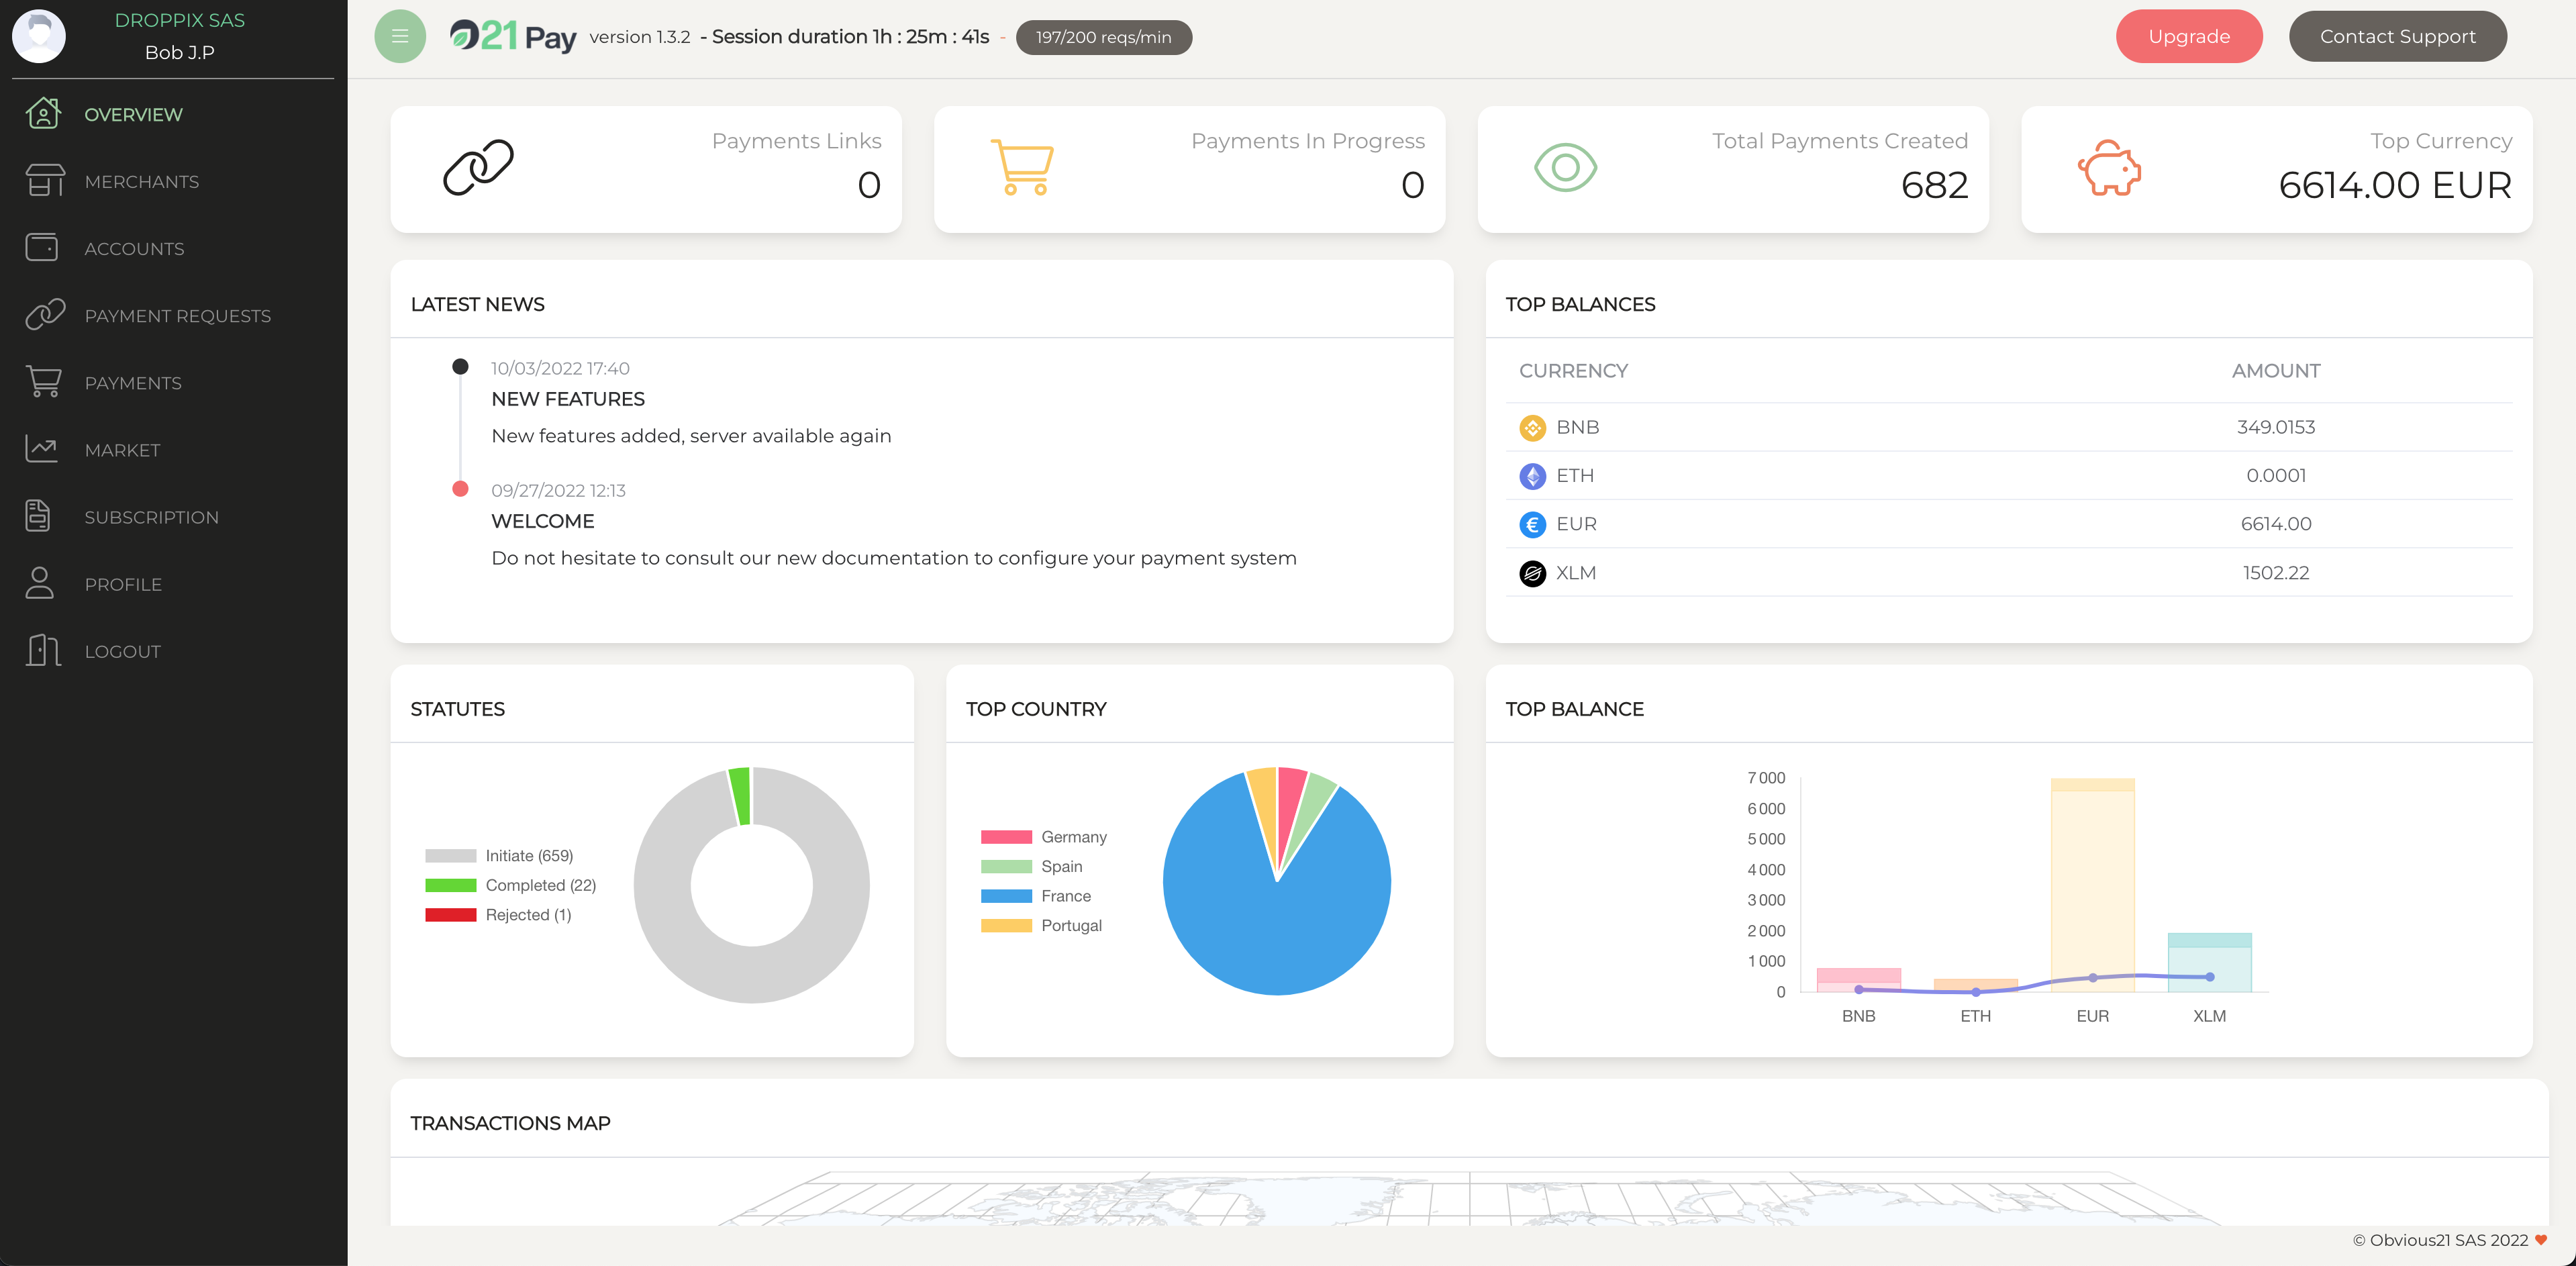 DROPPIX SAS
Bob J.P
OVERVIEW
MERCHANTS
ACCOUNTS
PAYMENT REQUESTS
PAYMENTS
MARKET
SUBSCRIPTION
PROFILE
LOGOUT
21 Pay version 1.3.2 - Session duration 1h : 25m : 41s - 197/200 reqs/min
Upgrade
Contact Support
Payments Links
0
Payments In Progress
0
Total Payments Created
682
Top Currency
6614.00 EUR
LATEST NEWS
10/03/2022 17:40
NEW FEATURES
New features added, server available again
09/27/2022 12:13
WELCOME
Do not hesitate to consult our new documentation to configure your payment system
TOP BALANCES
CURRENCY AMOUNT
BNB 349.0153
ETH 0.0001
EUR 6614.00
XLM 1502.22
STATUTES
Initiate (659)
Completed (22)
Rejected (1)
TOP COUNTRY
Germany
Spain
France
Portugal
TOP BALANCE
7 000
6 000
5 000
4 000
3 000
2 000
1 000
0
BNB ETH EUR XLM
TRANSACTIONS MAP
© Obvious21 SAS 2022